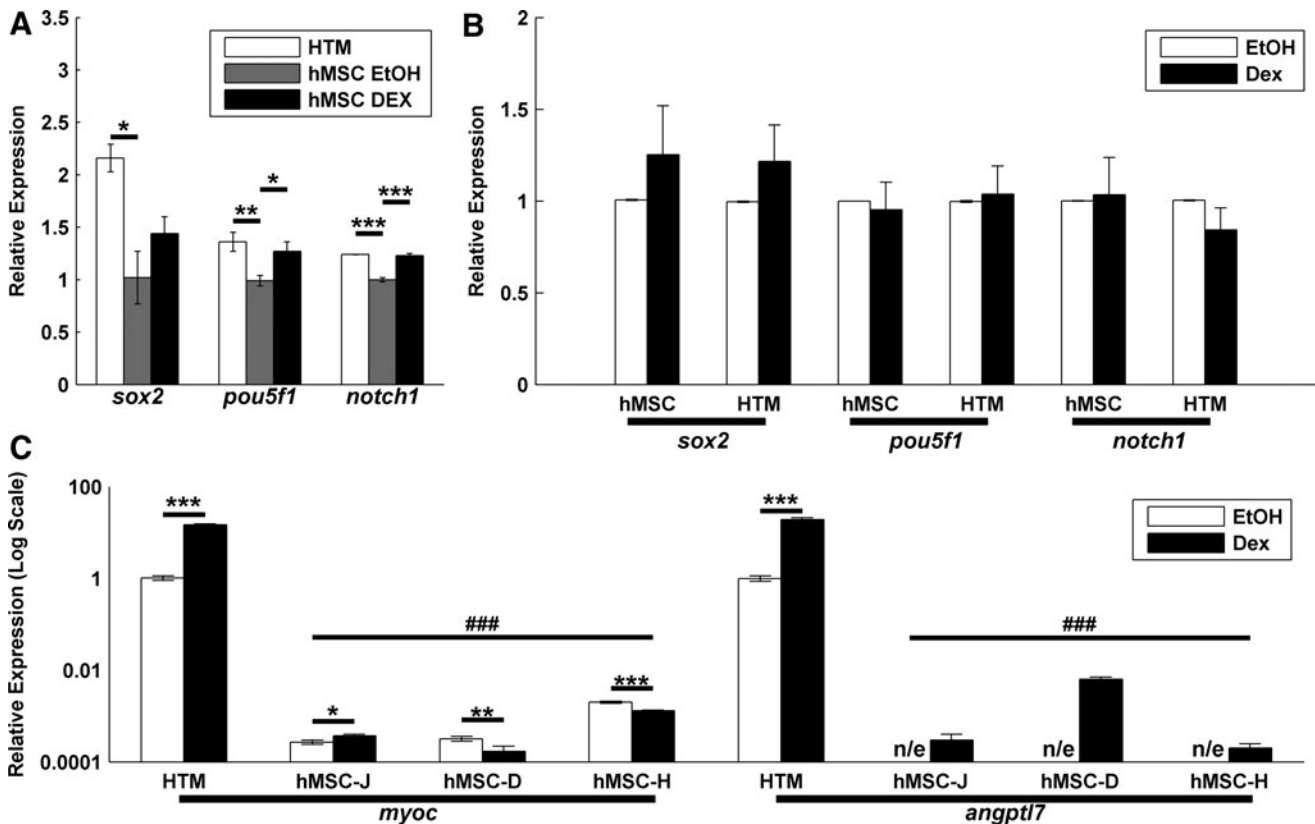 A
Relative Expression
3.5
3
2.5
2
1.5
1
0.5
0
HTM
hMSC EtOH
hMSC DEX
*
**
*
***
***
sox2 pou5f1 notch1
B
Relative Expression
2
1.5
1
0.5
0
EtOH
Dex
hMSC HTM hMSC HTM hMSC HTM
sox2 pou5f1 notch1
C
Relative Expression (Log Scale)
100
1
0.01
0.0001
EtOH
Dex
***
*
**
***
###
***
###
n/e n/e n/e
HTM hMSC-J hMSC-D hMSC-H HTM hMSC-J hMSC-D hMSC-H
myoc angptl7